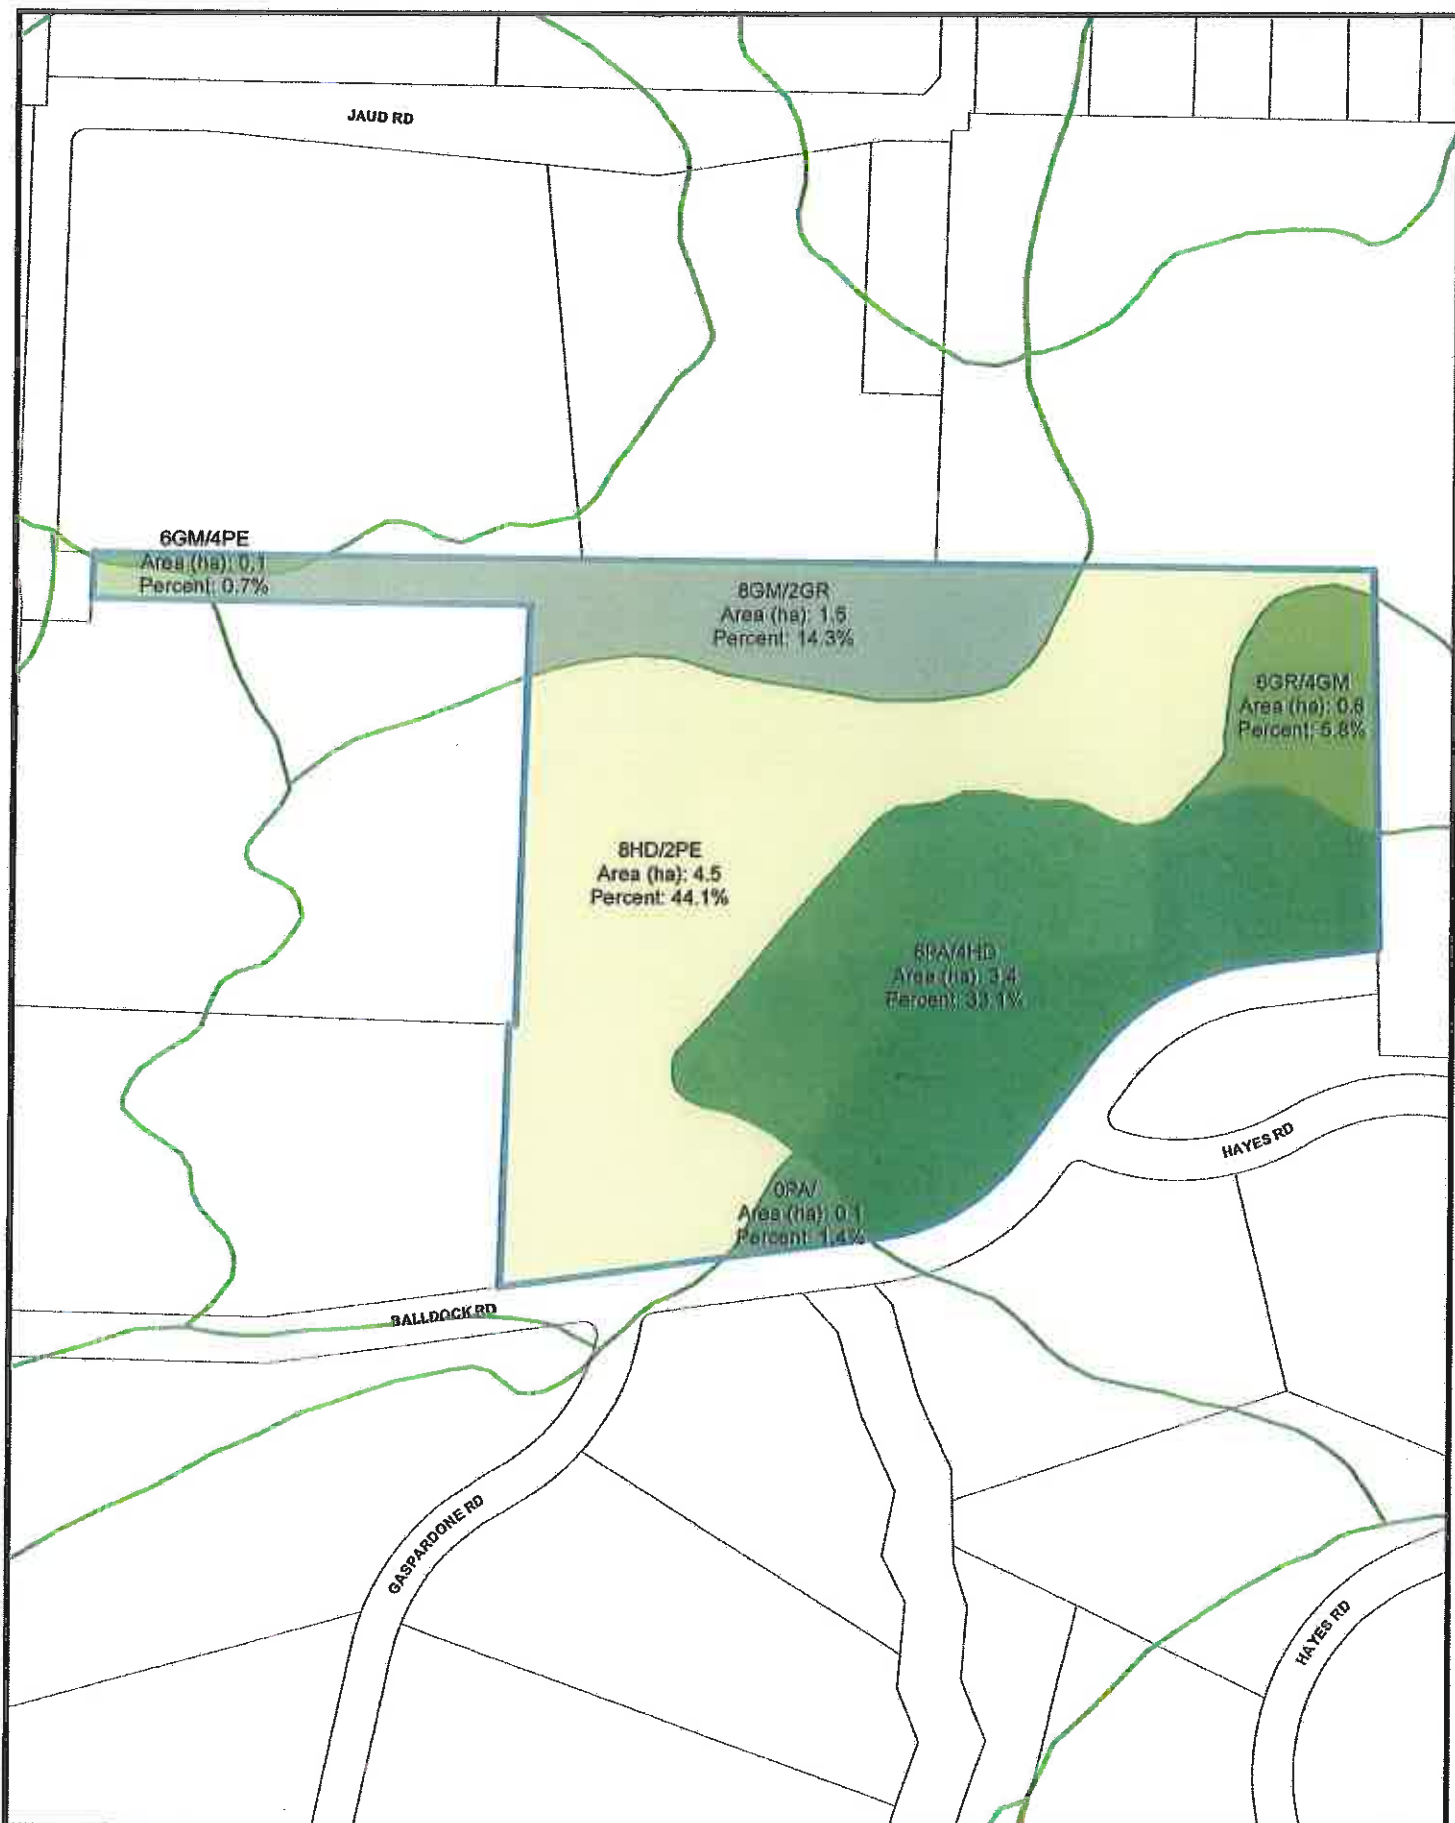 JAUD RD
6GM/4PE
Area (ha): 0.1
Percent: 0.7%
8GM/2GR
Area (ha): 1.5
Percent: 14.3%
6GR/4GM
Area (ha): 0.6
Percent: 5.8%
8HD/2PE
Area (ha): 4.5
Percent: 44.1%
6RA/4HD
Area (ha): 3.4
Percent: 33.1%
0RA/
Area (ha): 0.1
Percent: 1.4%
HAYES RD
BALLDOCK RD
GASPARDONE RD
HAYES RD